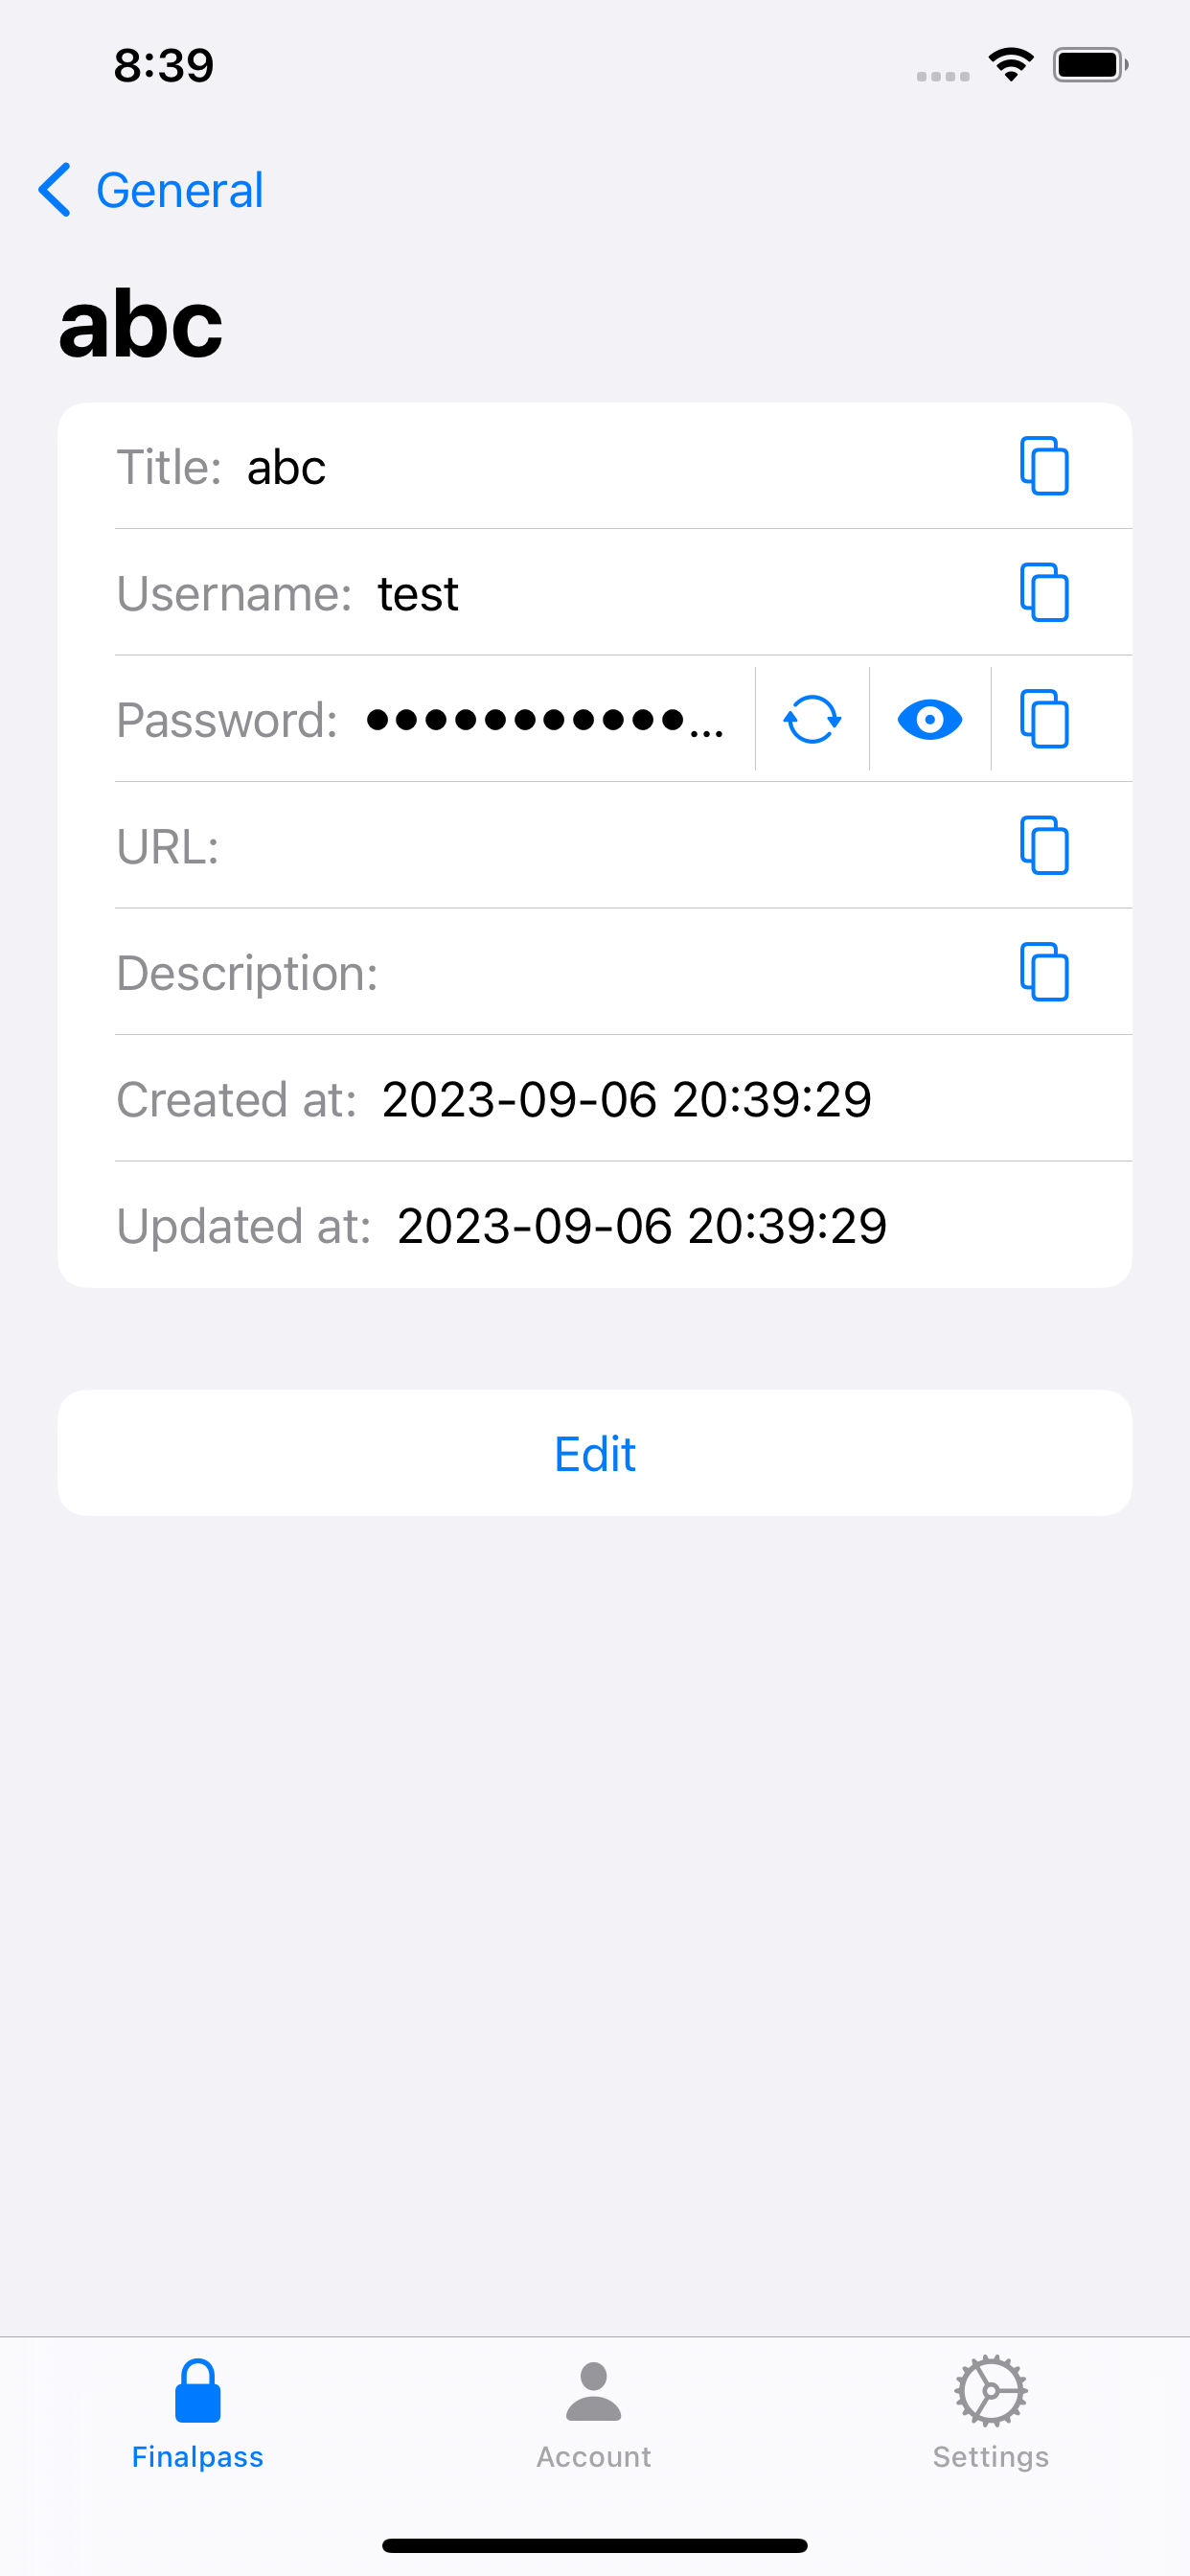 8:39
General
abc
Title: abc
Username: test
Password: ●●●●●●●●●●●...
URL:
Description:
Created at: 2023-09-06 20:39:29
Updated at: 2023-09-06 20:39:29
Edit
Finalpass Account Settings